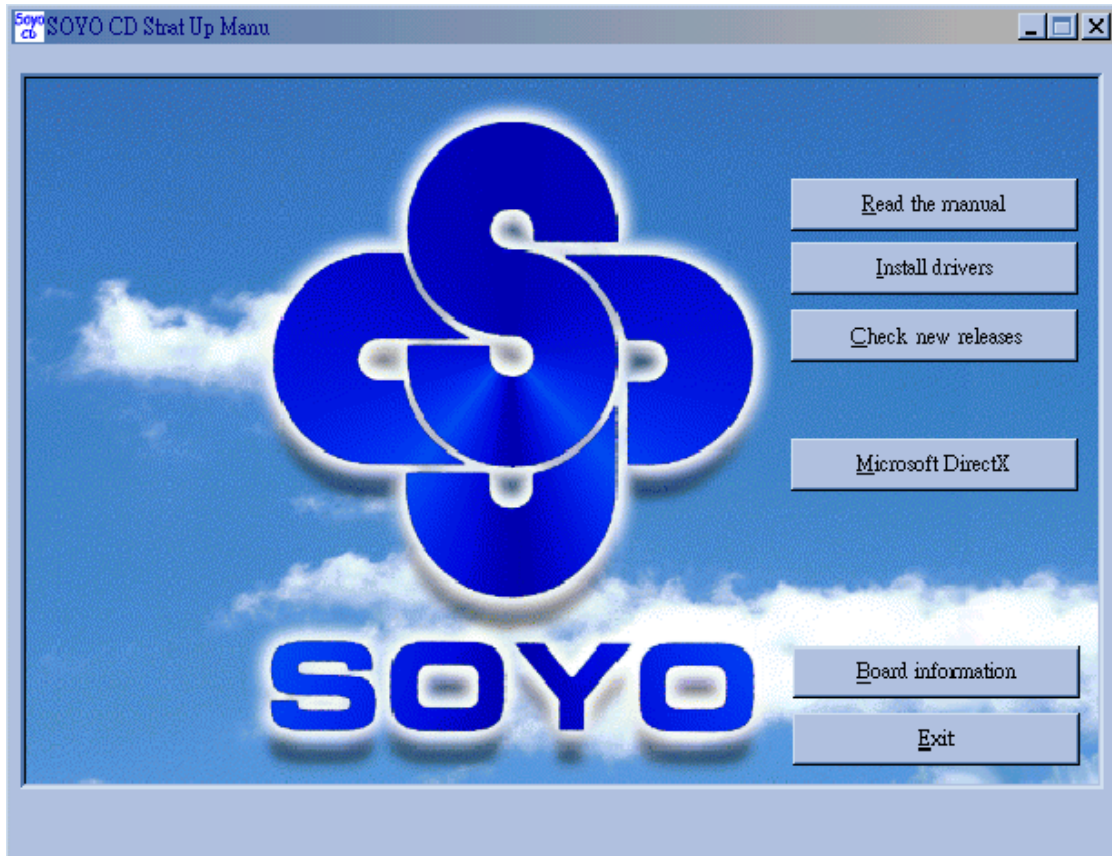 Soyo
CD
SOYO CD Strat Up Manu
Read the manual
Install drivers
Check new releases
Microsoft DirectX
Board information
Exit
SOYO